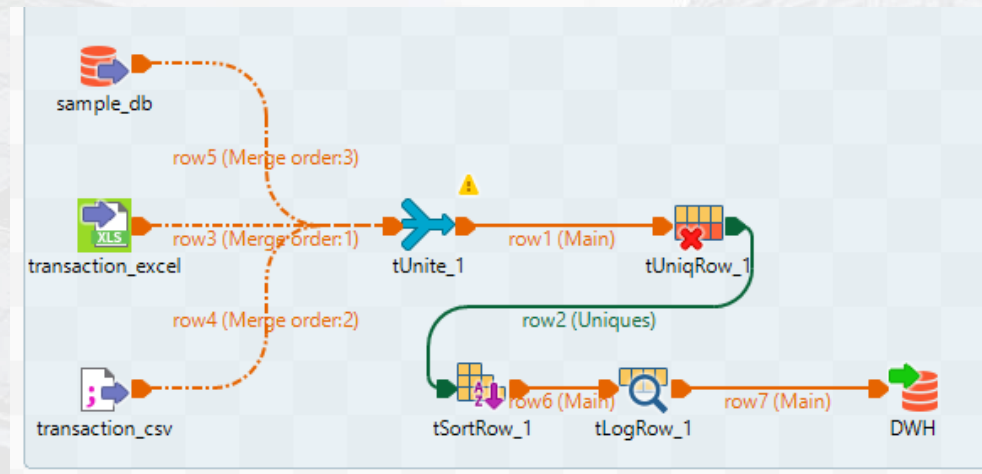 sample_db
row5 (Merge order:3)
XLS
transaction_excel
row3 (Merge order:1)
tUnite_1
row1 (Main)
tUniqRow_1
row4 (Merge order:2)
row2 (Uniques)
;
transaction_csv
A
Z
tSortRow_1
row6 (Main)
tLogRow_1
row7 (Main)
DWH